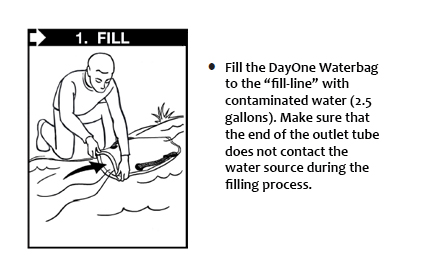 1. FILL
• Fill the DayOne Waterbag
to the “fill-line” with
contaminated water (2.5
gallons). Make sure that
the end of the outlet tube
does not contact the
water source during the
filling process.